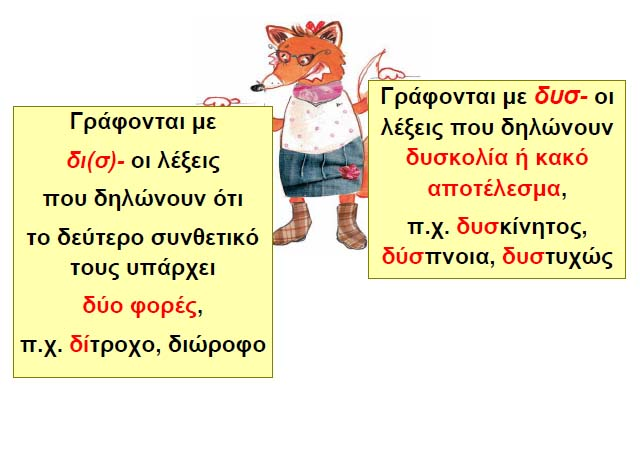 Γράφονται με
δι(σ)- οι λέξεις
που δηλώνουν ότι
το δεύτερο συνθετικό
τους υπάρχει
δύο φορές,
π.χ. δίτροχο, διώροφο
Γράφονται με δυσ- οι
λέξεις που δηλώνουν
δυσκολία ή κακό
αποτέλεσμα,
π.χ. δυσκίνητος,
δύσπνοια, δυστυχώς